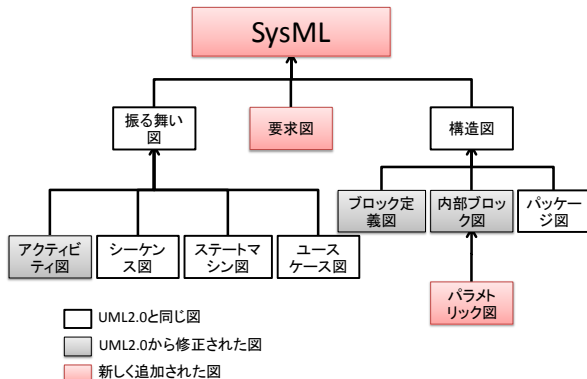 SysML
振る舞い
図
要求図
構造図
ブロック定
義図
内部ブロッ
ク図
パッケー
ジ図
アクティビ
ティ図
シーケン
ス図
ステートマ
シン図
ユース
ケース図
パラメト
リック図
UML2.0と同じ図
UML2.0から修正された図
新しく追加された図